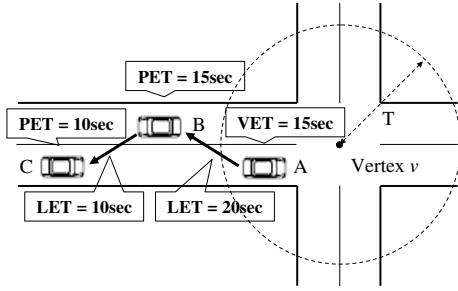 PET = 15sec
T
PET = 10sec
B
VET = 15sec
C
A
Vertex v
LET = 10sec
LET = 20sec